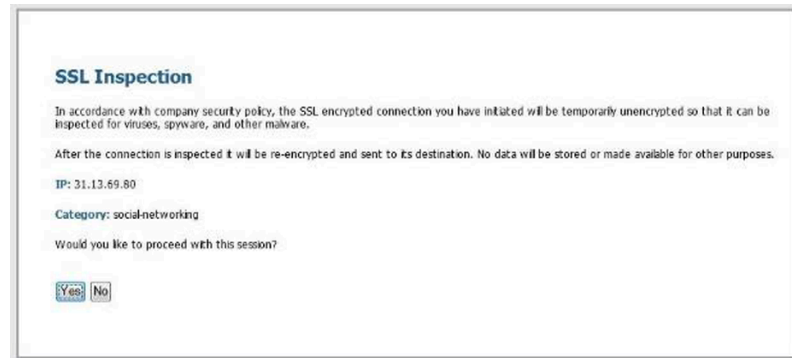 SSL Inspection
In accordance with company security policy, the SSL encrypted connection you have initiated will be temporarily unencrypted so that it can be
inspected for viruses, spyware, and other malware.
After the connection is inspected it will be re-encrypted and sent to its destination. No data will be stored or made available for other purposes.
IP: 31.13.69.80
Category: social-networking
Would you like to proceed with this session?
Yes No